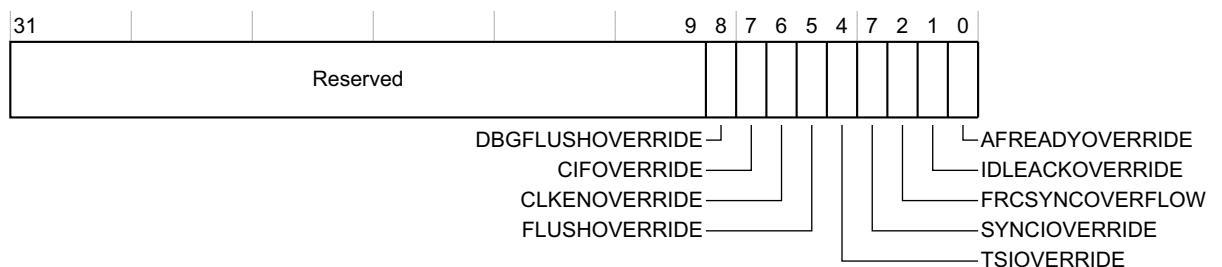 31 9 8 7 6 5 4 7 2 1 0
Reserved
DBGFLUSHOVERRIDE AFREADYOVERRIDE
CIFOVERRIDE IDLEACKOVERRIDE
CLKENOVERRIDE FRCSYNCOVERFLOW
FLUSHOVERRIDE SYNCIOVERRIDE
TSIOVERRIDE